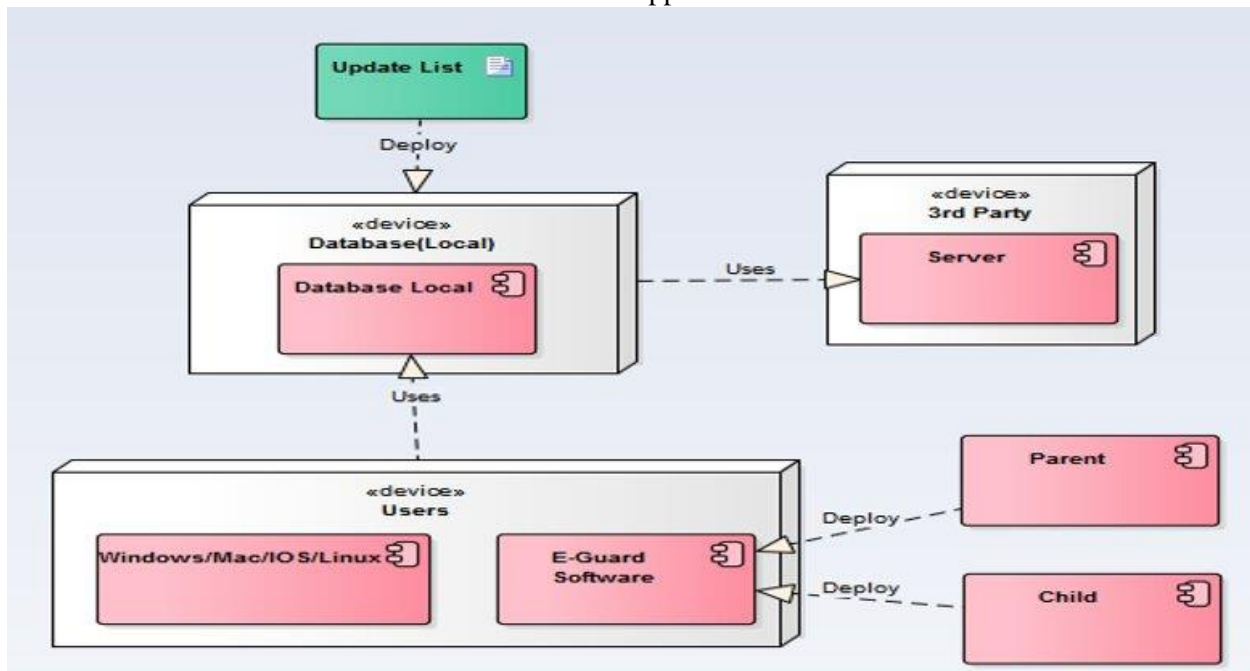 Update List
Deploy
«device»
Database(Local)
Database Local
Uses
«device»
3rd Party
Server
Uses
«device»
Users
Windows/Mac/IOS/Linux
E-Guard
Software
Deploy
Parent
Deploy
Child